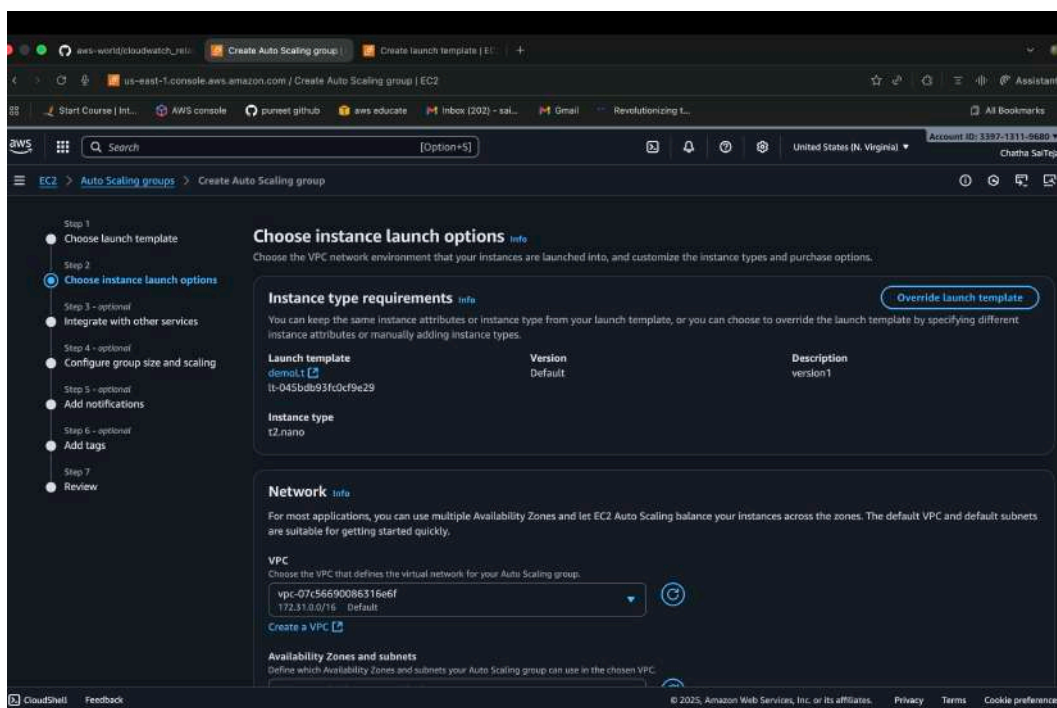 aws-world/cloudwatch_rela
Create Auto Scaling group |
Create launch template | EC
us-east-1.console.aws.amazon.com / Create Auto Scaling group | EC2
Assistant
Start Course | Int...
AWS console
puneet github
aws educate
Inbox (202) - sai...
Gmail
Revolutionizing t...
All Bookmarks
aws
Search
[Option+S]
United States (N. Virginia)
Account ID: 3397-1311-9680
Chatha SaiTej
EC2 > Auto Scaling groups > Create Auto Scaling group
Step 1
Choose launch template
Step 2
Choose instance launch options
Step 3 - optional
Integrate with other services
Step 4 - optional
Configure group size and scaling
Step 5 - optional
Add notifications
Step 6 - optional
Add tags
Step 7
Review
Choose instance launch options Info
Choose the VPC network environment that your instances are launched into, and customize the instance types and purchase options.
Instance type requirements Info
Override launch template
You can keep the same instance attributes or instance type from your launch template, or you can choose to override the launch template by specifying different
instance attributes or manually adding instance types.
Launch template
demoLt
lt-045bdb93fc0cf9e29
Version
Default
Description
version1
Instance type
t2.nano
Network Info
For most applications, you can use multiple Availability Zones and let EC2 Auto Scaling balance your instances across the zones. The default VPC and default subnets
are suitable for getting started quickly.
VPC
Choose the VPC that defines the virtual network for your Auto Scaling group.
vpc-07c56690086316e6f
172.31.0.0/16 Default
Create a VPC
Availability Zones and subnets
Define which Availability Zones and subnets your Auto Scaling group can use in the chosen VPC.
CloudShell
Feedback
© 2025, Amazon Web Services, Inc. or its affiliates.
Privacy
Terms
Cookie preference